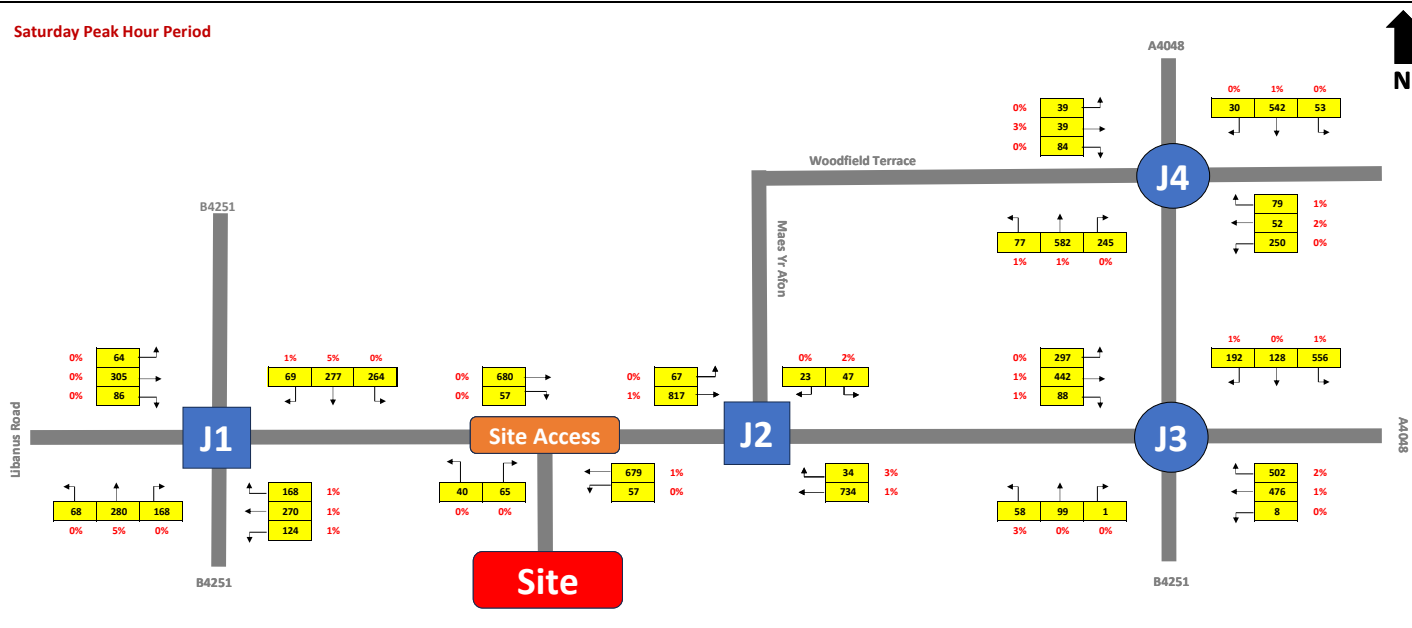 Saturday Peak Hour Period
A4048
N
0% 1% 0%
30 542 53
0% 39
3% 39
0% 84
Woodfield Terrace
J4
79 1%
52 2%
250 0%
77 582 245
1% 1% 0%
Maes Yr Afon
B4251
0% 64
0% 305
0% 86
1% 5% 0%
69 277 264
0% 680
0% 57
0% 67
1% 817
0% 2%
23 47
0% 297
1% 442
1% 88
1% 0% 1%
192 128 556
Libanus Road
J1
Site Access
J2
J3
A4048
68 280 168
0% 5% 0%
168 1%
270 1%
124 1%
40 65
0% 0%
679 1%
57 0%
34 3%
734 1%
58 99 1
3% 0% 0%
502 2%
476 1%
8 0%
B4251
Site
B4251